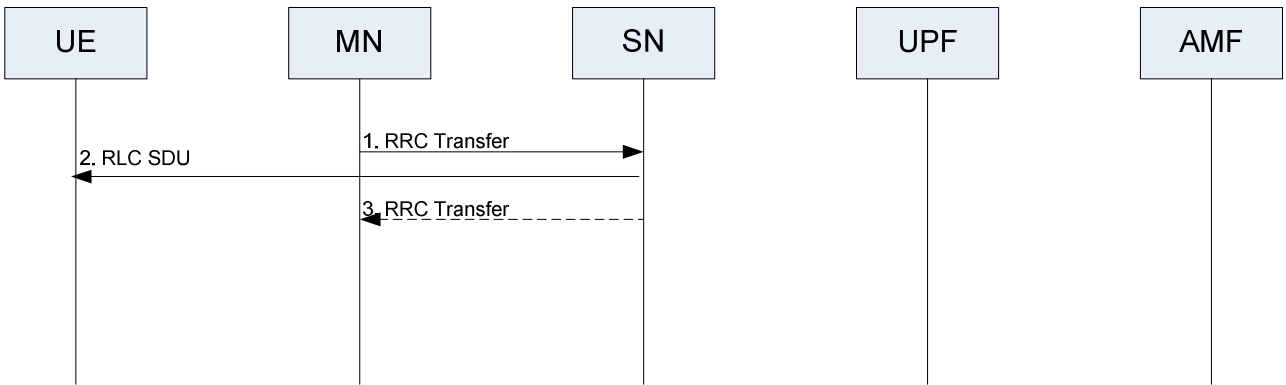 UE
MN
SN
UPF
AMF
1. RRC Transfer
2. RLC SDU
3. RRC Transfer